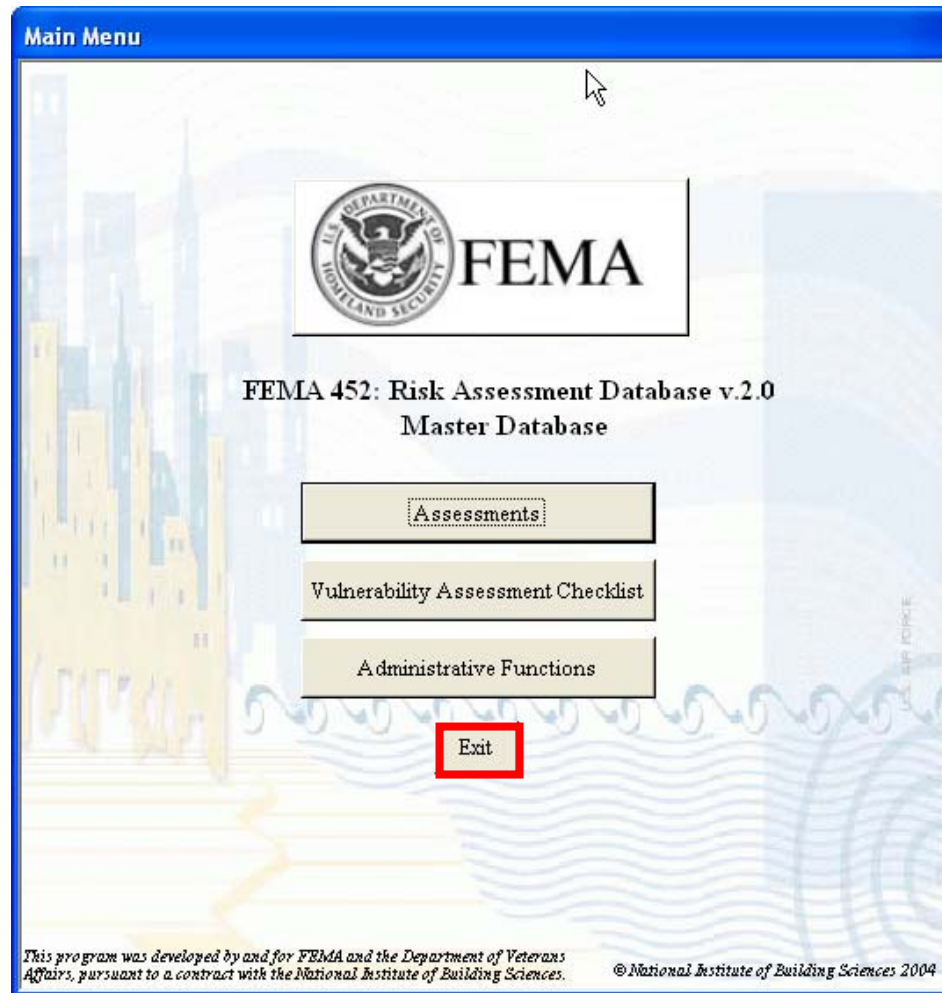 Main Menu
U.S. DEPARTMENT OF
HOMELAND SECURITY
FEMA
FEMA 452: Risk Assessment Database v.2.0
Master Database
Assessments
Vulnerability Assessment Checklist
Administrative Functions
U.S. AIR FORCE
Exit
This program was developed by and for FEMA and the Department of Veterans
Affairs, pursuant to a contract with the National Institute of Building Sciences.
© National Institute of Building Sciences 2004